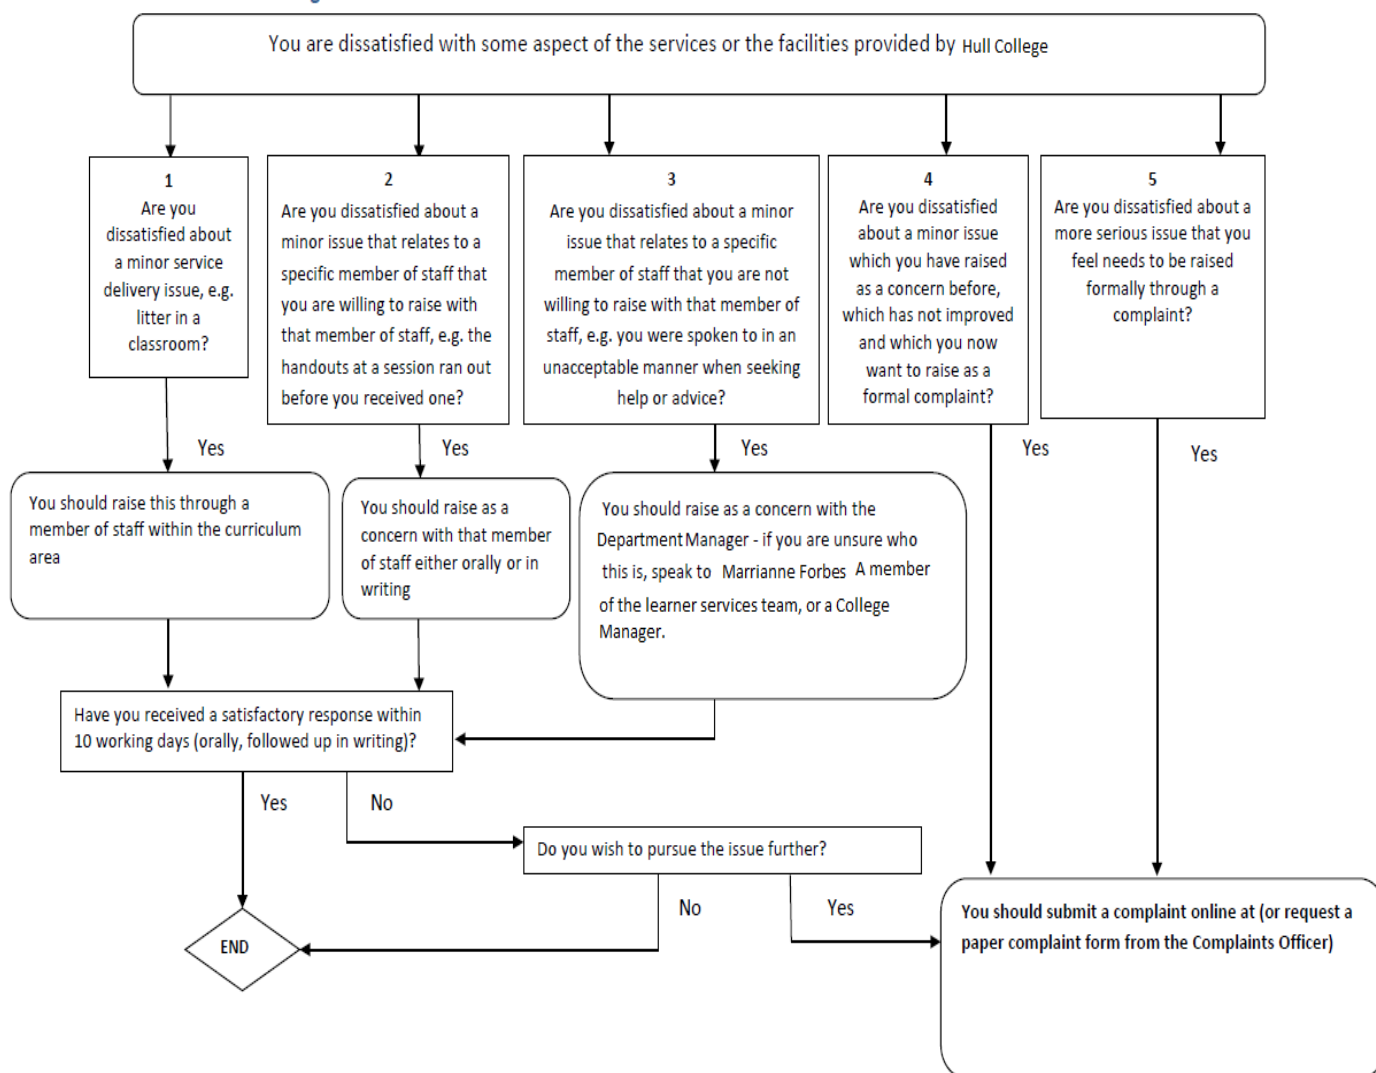 You are dissatisfied with some aspect of the services or the facilities provided by Hull College
1
Are you
dissatisfied about
a minor service
delivery issue, e.g.
litter in a
classroom?
2
Are you dissatisfied about a
minor issue that relates to a
specific member of staff that
you are willing to raise with
that member of staff, e.g. the
handouts at a session ran out
before you received one?
3
Are you dissatisfied about a minor
issue that relates to a specific
member of staff that you are not
willing to raise with that member of
staff, e.g. you were spoken to in an
unacceptable manner when seeking
help or advice?
4
Are you dissatisfied
about a minor issue
which you have raised
as a concern before,
which has not improved
and which you now
want to raise as a
formal complaint?
5
Are you dissatisfied about a
more serious issue that you
feel needs to be raised
formally through a
complaint?
Yes
Yes
Yes
Yes
Yes
You should raise this through a
member of staff within the curriculum
area
You should raise as a
concern with that member
of staff either orally or in
writing
You should raise as a concern with the
Department Manager - if you are unsure who
this is, speak to Marrianne Forbes A member
of the learner services team, or a College
Manager.
Have you received a satisfactory response within
10 working days (orally, followed up in writing)?
Yes
No
Do you wish to pursue the issue further?
No
Yes
END
You should submit a complaint online at (or request a
paper complaint form from the Complaints Officer)